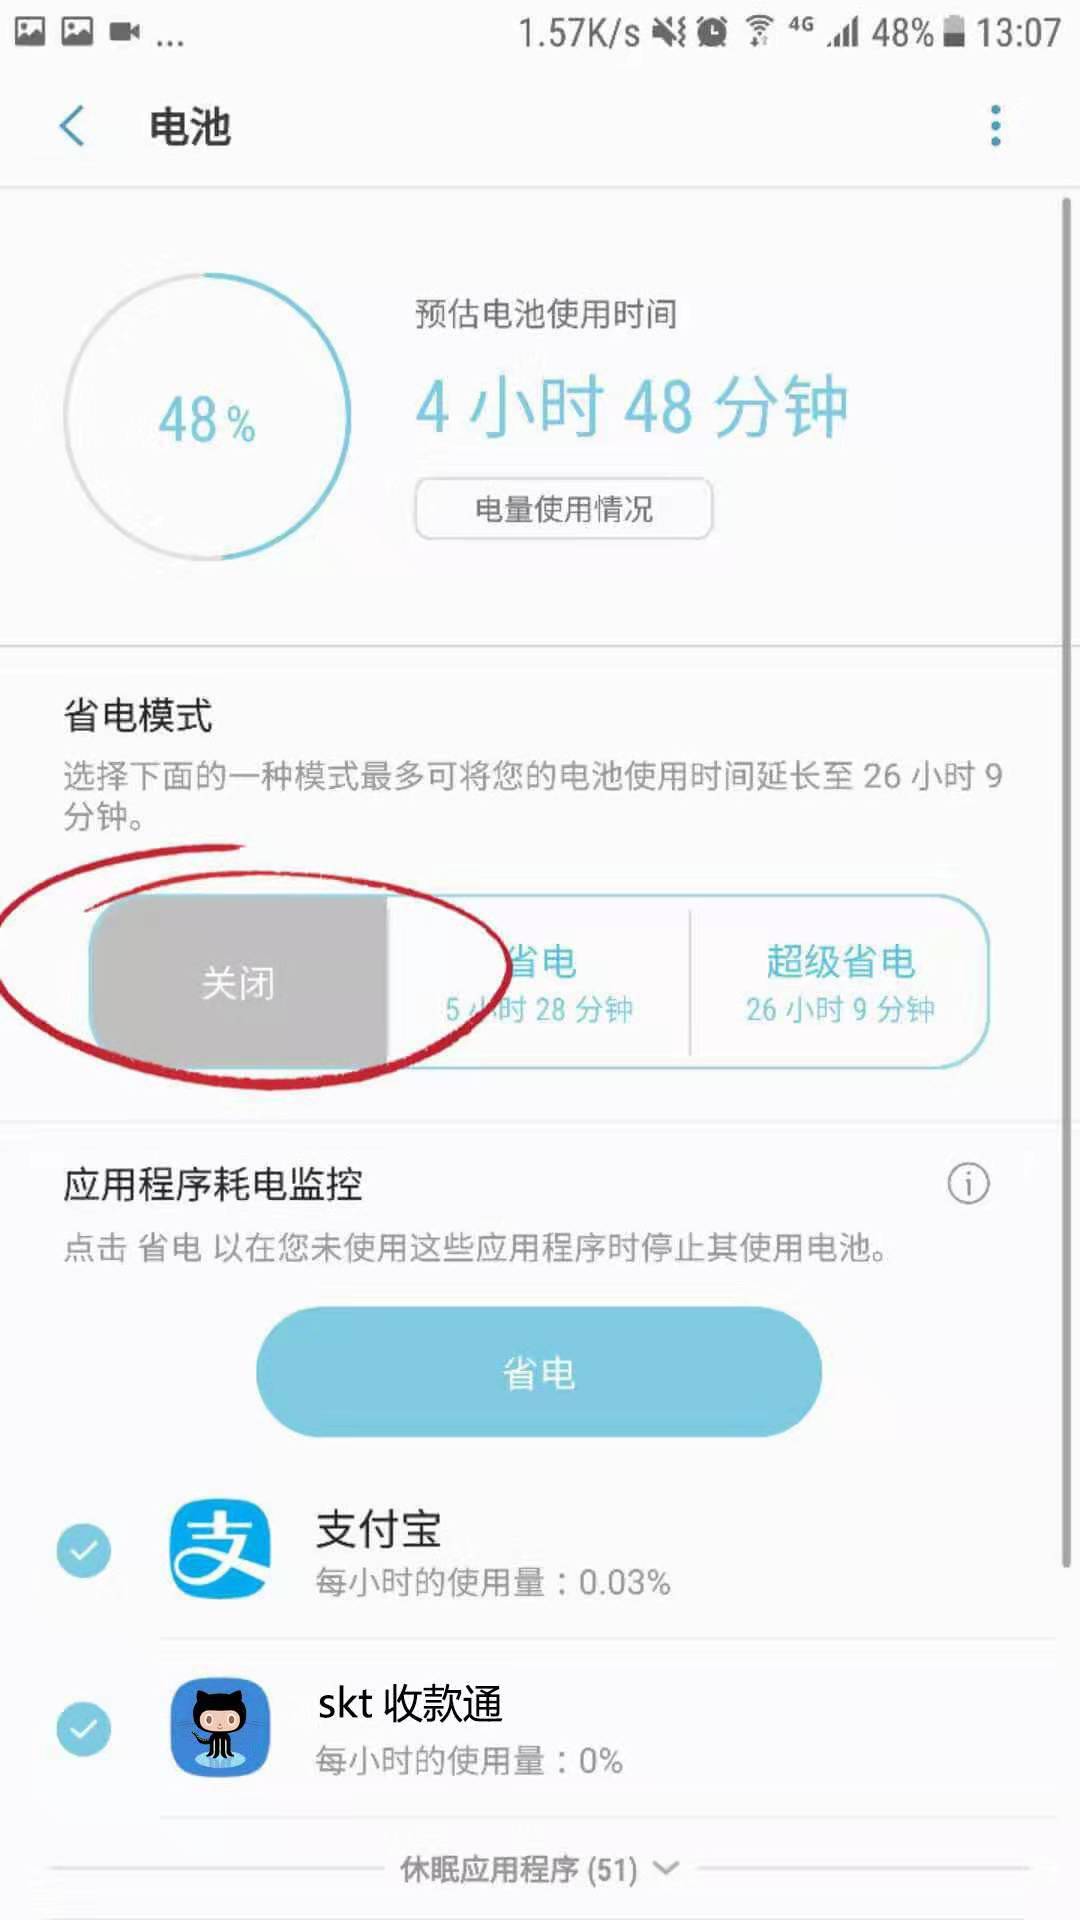 ... 1.57K/s 4G 48% 13:07
电池
预估电池使用时间
48%
4 小时 48 分钟
电量使用情况
省电模式
选择下面的一种模式最多可将您的电池使用时间延长至 26 小时 9
分钟。
关闭
省电
超级省电
5 小时 28 分钟
26 小时 9 分钟
应用程序耗电监控
点击 省电 以在您未使用这些应用程序时停止其使用电池。
省电
支付宝
每小时的使用量：0.03%
skt 收款通
每小时的使用量：0%
休眠应用程序 (51)